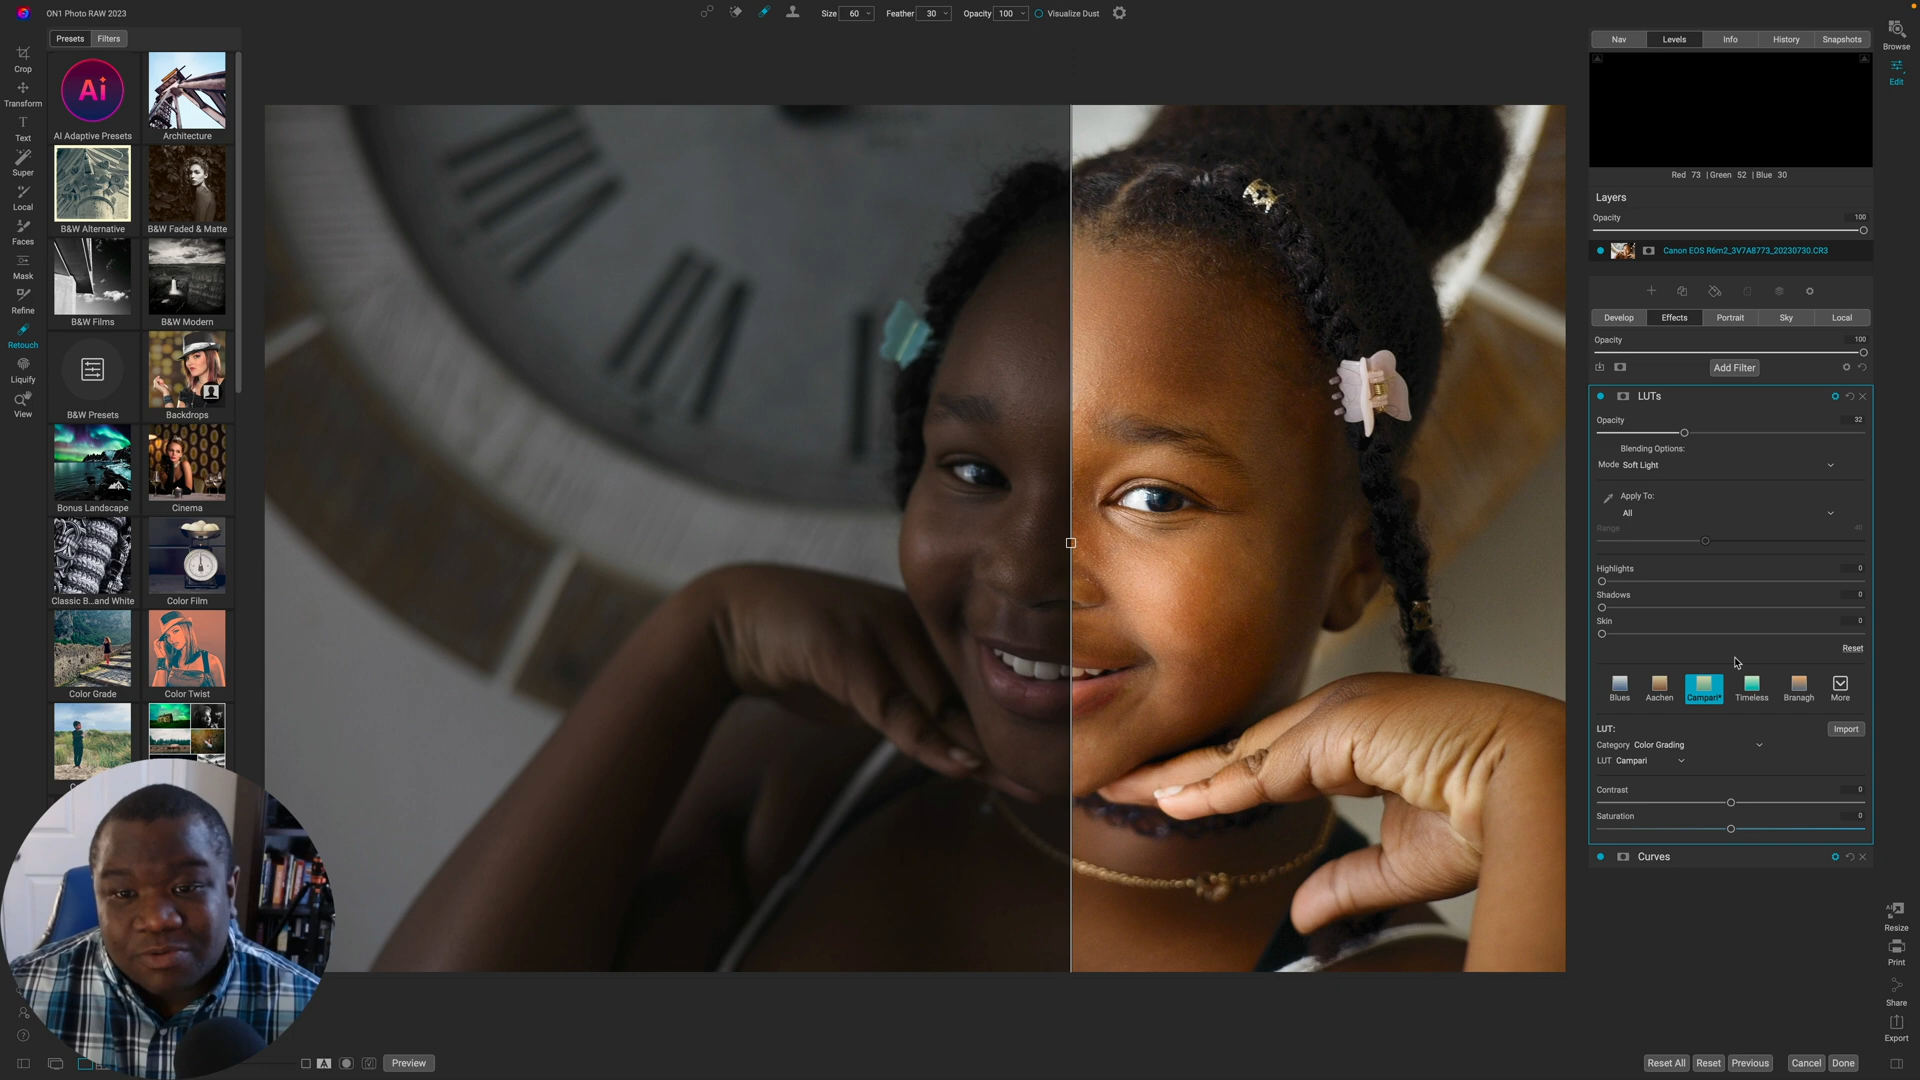 ON1 Photo RAW 2023
Size 60 Feather 30 Opacity 100 Visualize Dust
Presets Filters
Crop
Transform
Text
Super
Local
Faces
Mask
Refine
Retouch
Liquify
View
Ai
AI Adaptive Presets
Architecture
B&W Alternative
B&W Faded & Matte
B&W Films
B&W Modern
B&W Presets
Backdrops
Bonus Landscape
Cinema
Classic B...and White
Color Film
Color Grade
Color Twist
A
Preview
Nav Levels Info History Snapshots
Red 73 | Green 52 | Blue 30
Layers
Opacity 100
Canon EOS R6m2_3V7A8773_20230730.CR3
Develop Effects Portrait Sky Local
Opacity 100
Add Filter
LUTs
Opacity 32
Blending Options:
Mode Soft Light
Apply To:
All
Range 40
Highlights 0
Shadows 0
Skin 0
Reset
Blues Aachen Campari* Timeless Branagh More
LUT: Import
Category Color Grading
LUT Campari
Contrast 0
Saturation 0
Curves
Reset All Reset Previous Cancel Done
Browse
Edit
AI
Resize
Print
Share
Export